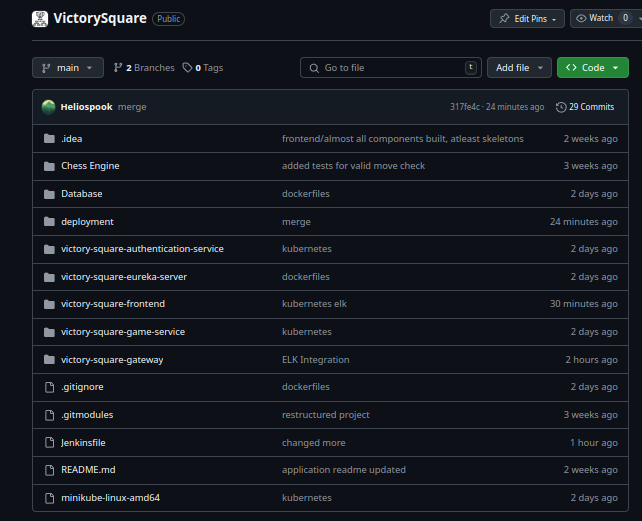 VictorySquare Public Edit Pins Watch 0
main 2 Branches 0 Tags Go to file t Add file <> Code
Heliospook merge 317fe4c · 24 minutes ago 29 Commits
.idea frontend/almost all components built, atleast skeletons 2 weeks ago
Chess Engine added tests for valid move check 3 weeks ago
Database dockerfiles 2 days ago
deployment merge 24 minutes ago
victory-square-authentication-service kubernetes 2 days ago
victory-square-eureka-server dockerfiles 2 days ago
victory-square-frontend kubernetes elk 30 minutes ago
victory-square-game-service kubernetes 2 days ago
victory-square-gateway ELK Integration 2 hours ago
.gitignore dockerfiles 2 days ago
.gitmodules restructured project 3 weeks ago
Jenkinsfile changed more 1 hour ago
README.md application readme updated 2 weeks ago
minikube-linux-amd64 kubernetes 2 days ago